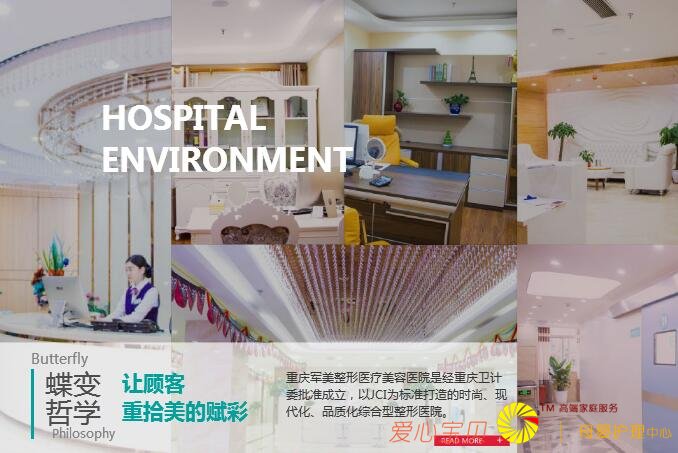 HOSPITAL
ENVIRONMENT
Butterfly
蝶变
哲学
Philosophy
让顾客
重拾美的赋彩
重庆军美整形医疗美容医院是经重庆卫计
委批准成立，以JCI为标准打造的时尚、现
代化、品质化综合型整形医院。
READ MORE +
爱心宝贝
TM 高端家庭服务
母婴护理中心